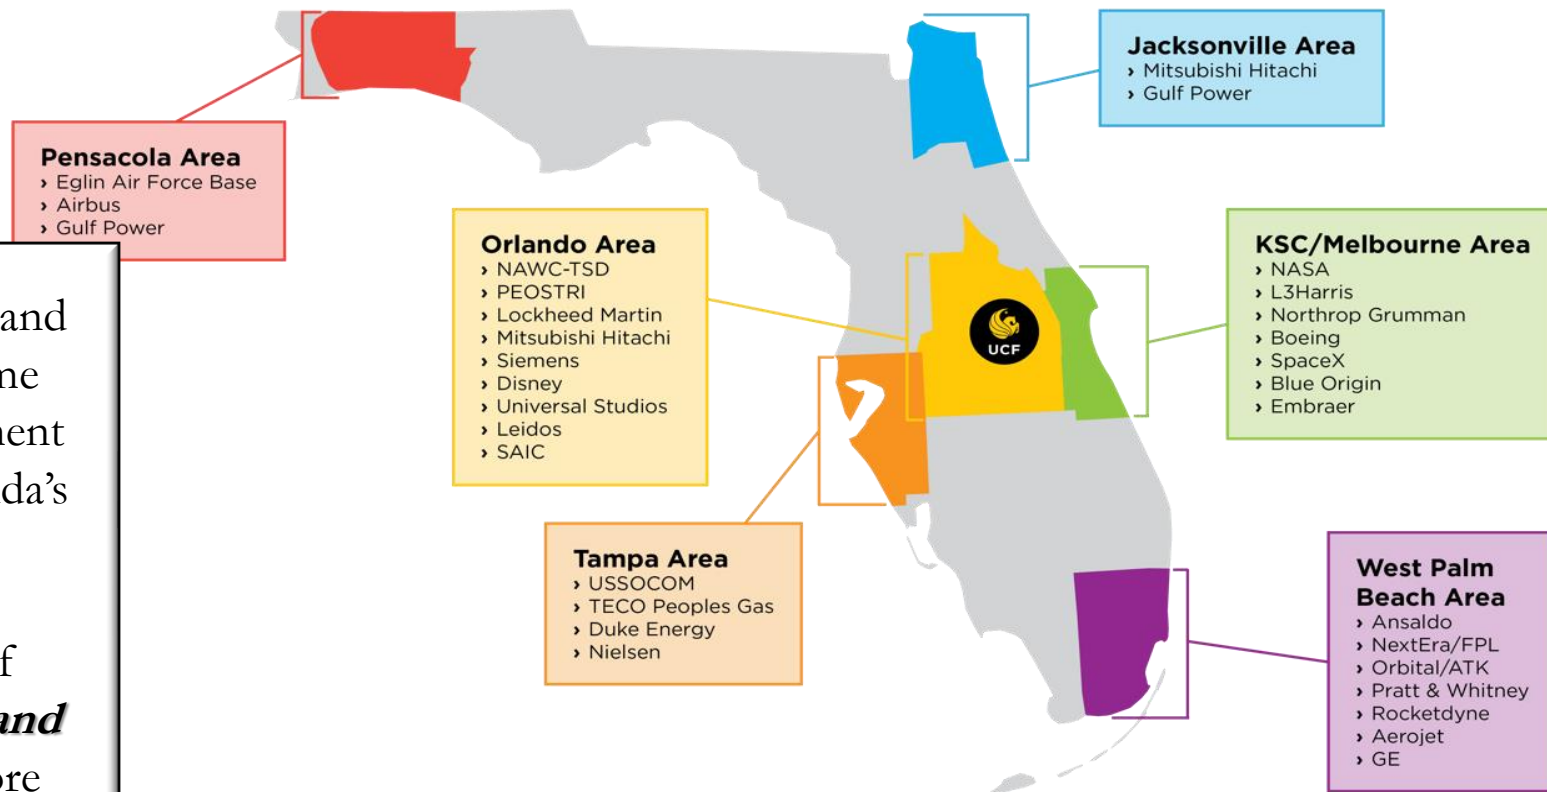 Jacksonville Area
› Mitsubishi Hitachi
› Gulf Power
Pensacola Area
› Eglin Air Force Base
› Airbus
› Gulf Power
Orlando Area
› NAWC-TSD
› PEOSTRI
› Lockheed Martin
› Mitsubishi Hitachi
› Siemens
› Disney
› Universal Studios
› Leidos
› SAIC
UCF
KSC/Melbourne Area
› NASA
› L3Harris
› Northrop Grumman
› Boeing
› SpaceX
› Blue Origin
› Embraer
Tampa Area
› USSOCOM
› TECO Peoples Gas
› Duke Energy
› Nielsen
West Palm
Beach Area
› Ansaldo
› NextEra/FPL
› Orbital/ATK
› Pratt & Whitney
› Rocketdyne
› Aerojet
› GE
and
me
nent
da's
f
and
ore